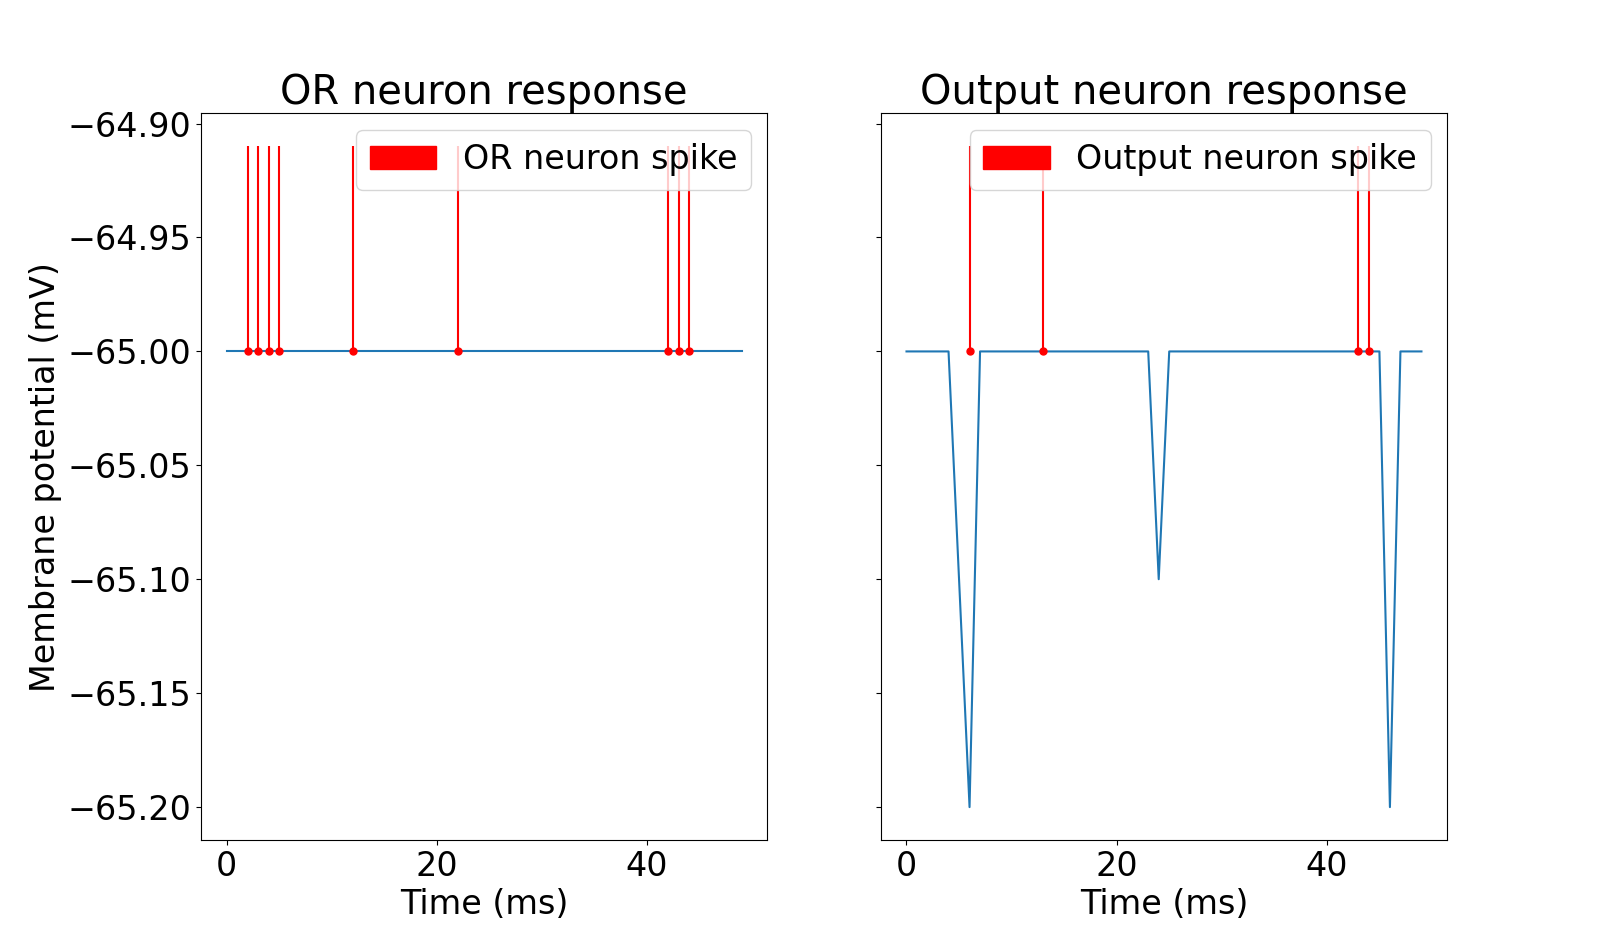 OR neuron response
OR neuron spike
−64.90
−64.95
−65.00
−65.05
−65.10
−65.15
−65.20
Membrane potential (mV)
0 20 40
Time (ms)
Output neuron response
Output neuron spike
0 20 40
Time (ms)